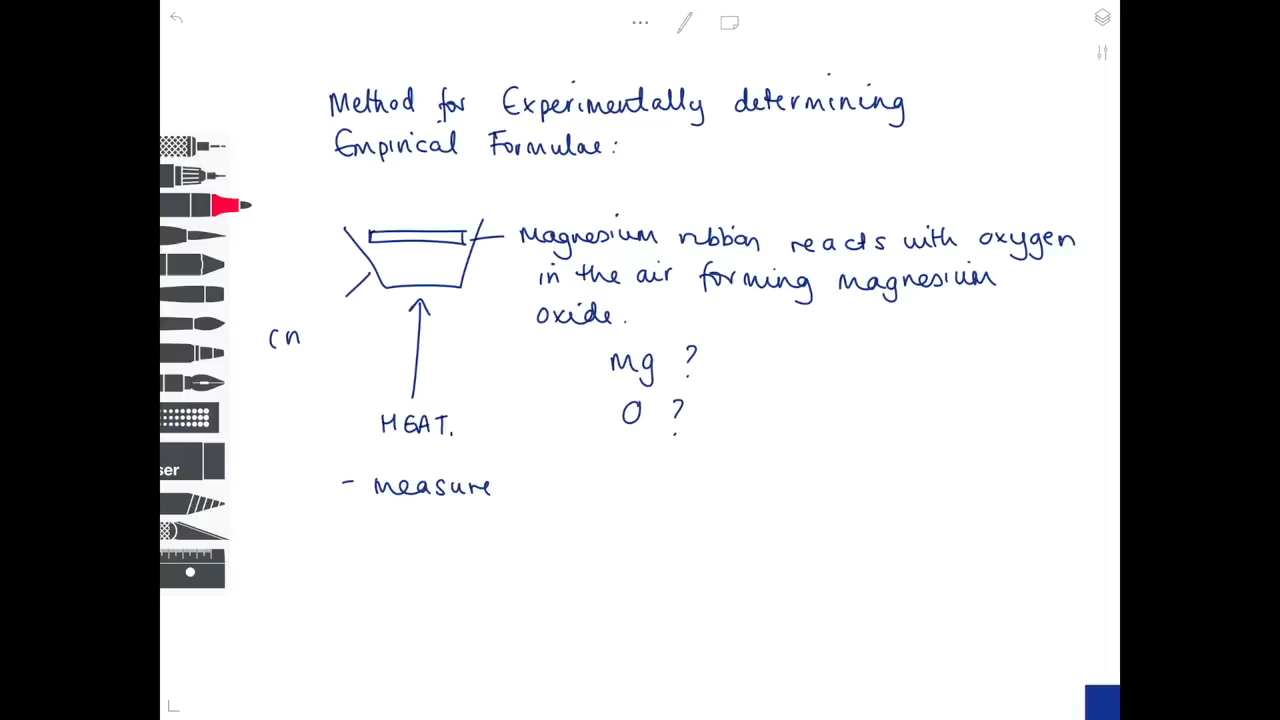 Method for Experimentally determining
Empirical Formulae:
Magnesium ribbon reacts with oxygen
in the air forming magnesium
oxide.
(n
Mg ?
O ?
HEAT.
- measure
ser